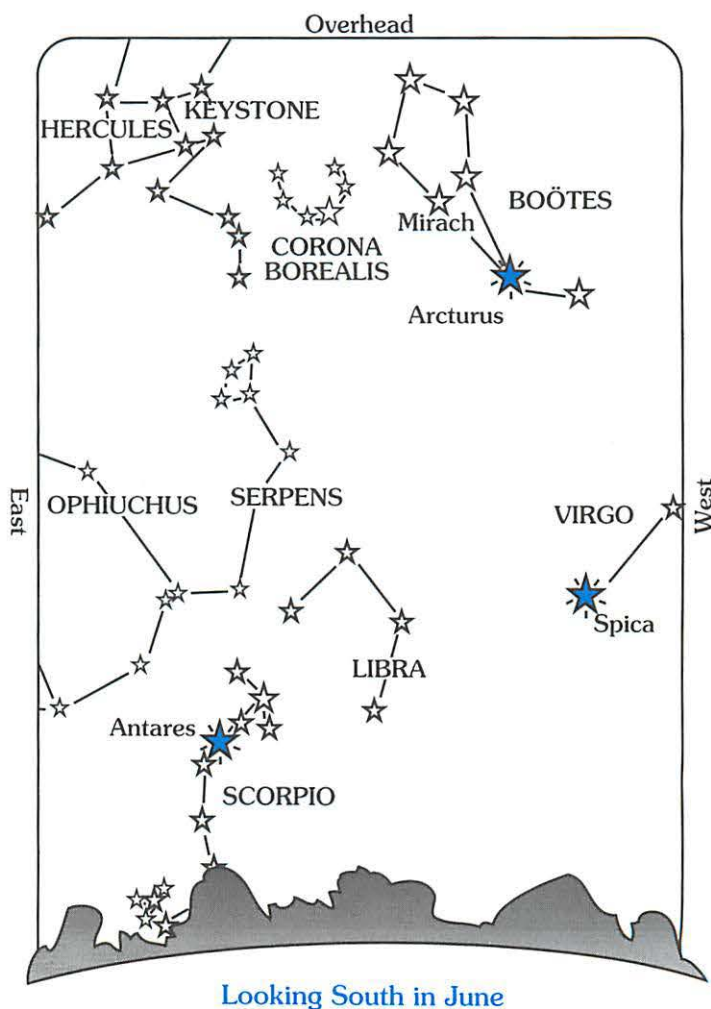 Overhead
KEYSTONE
HERCULES
BOÖTES
Mirach
CORONA
BOREALIS
Arcturus
East
West
OPHIUCHUS
SERPENS
VIRGO
Spica
LIBRA
Antares
SCORPIO
Looking South in June